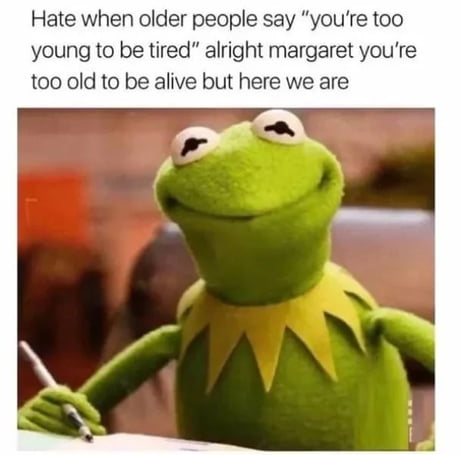 Hate when older people say "you're too
young to be tired" alright margaret you're
too old to be alive but here we are